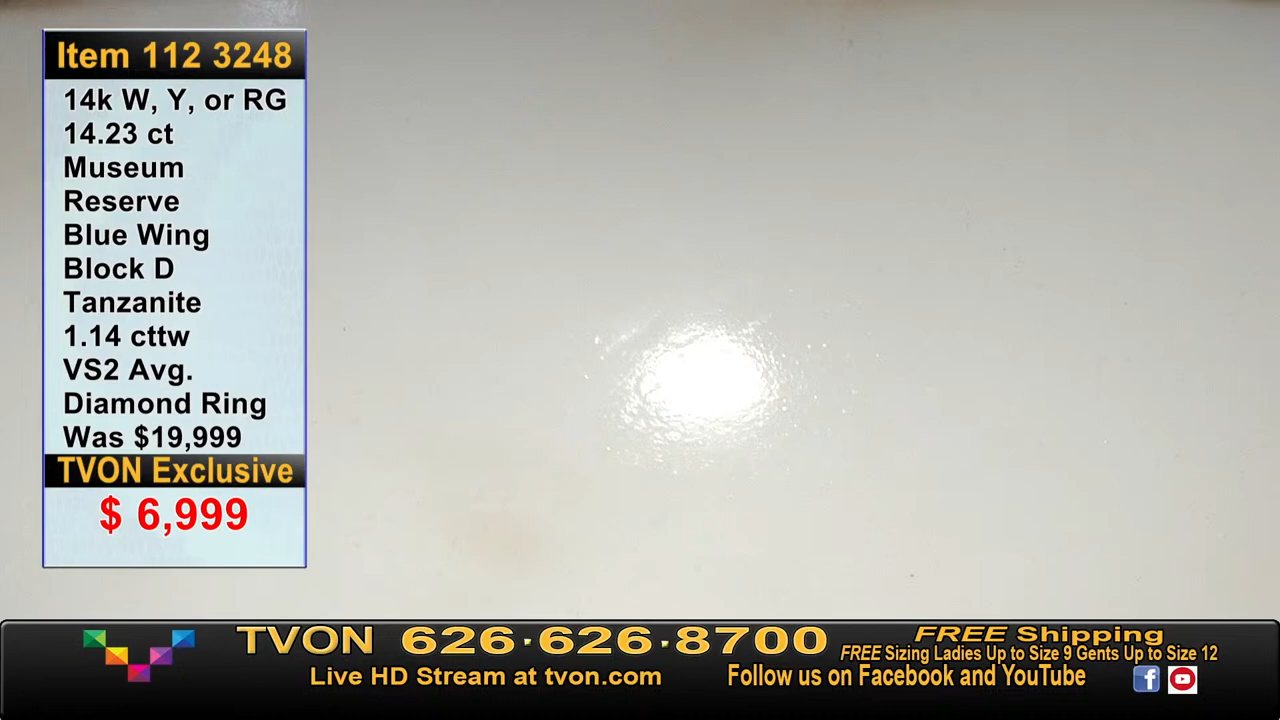 Item 112 3248
14k W, Y, or RG
14.23 ct
Museum
Reserve
Blue Wing
Block D
Tanzanite
1.14 cttw
VS2 Avg.
Diamond Ring
Was $19,999
TVON Exclusive
$ 6,999
TVON 626·626·8700
FREE Shipping
FREE Sizing Ladies Up to Size 9 Gents Up to Size 12
Live HD Stream at tvon.com
Follow us on Facebook and YouTube
f